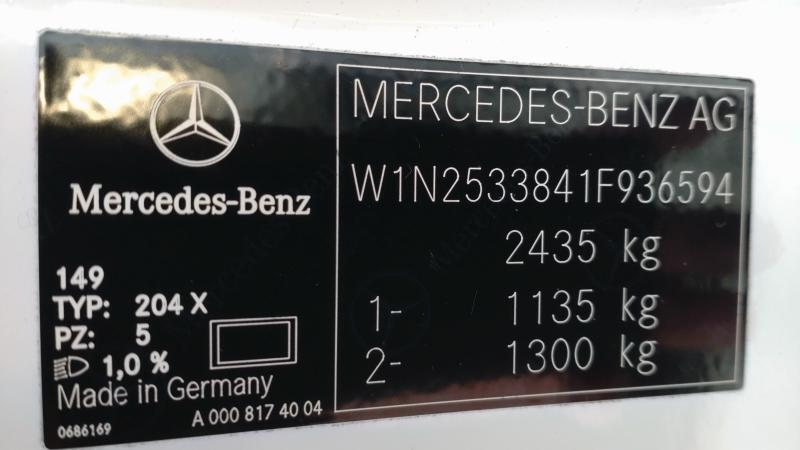 Mercedes-Benz
149
TYP: 204 X
PZ: 5
1,0 %
Made in Germany
A 000 817 40 04
0686169
MERCEDES-BENZ AG
W1N2533841F936594
2435 kg
1- 1135 kg
2- 1300 kg